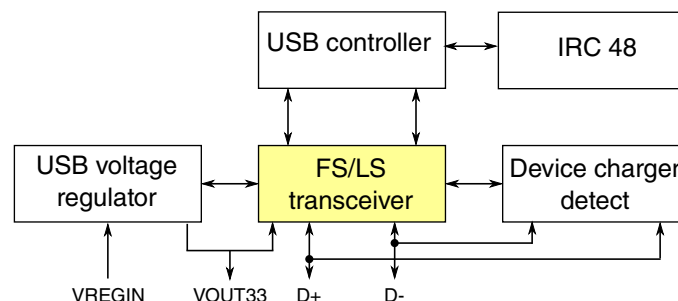 USB controller
IRC 48
USB voltage
regulator
FS/LS
transceiver
Device charger
detect
VREGIN
VOUT33
D+
D-